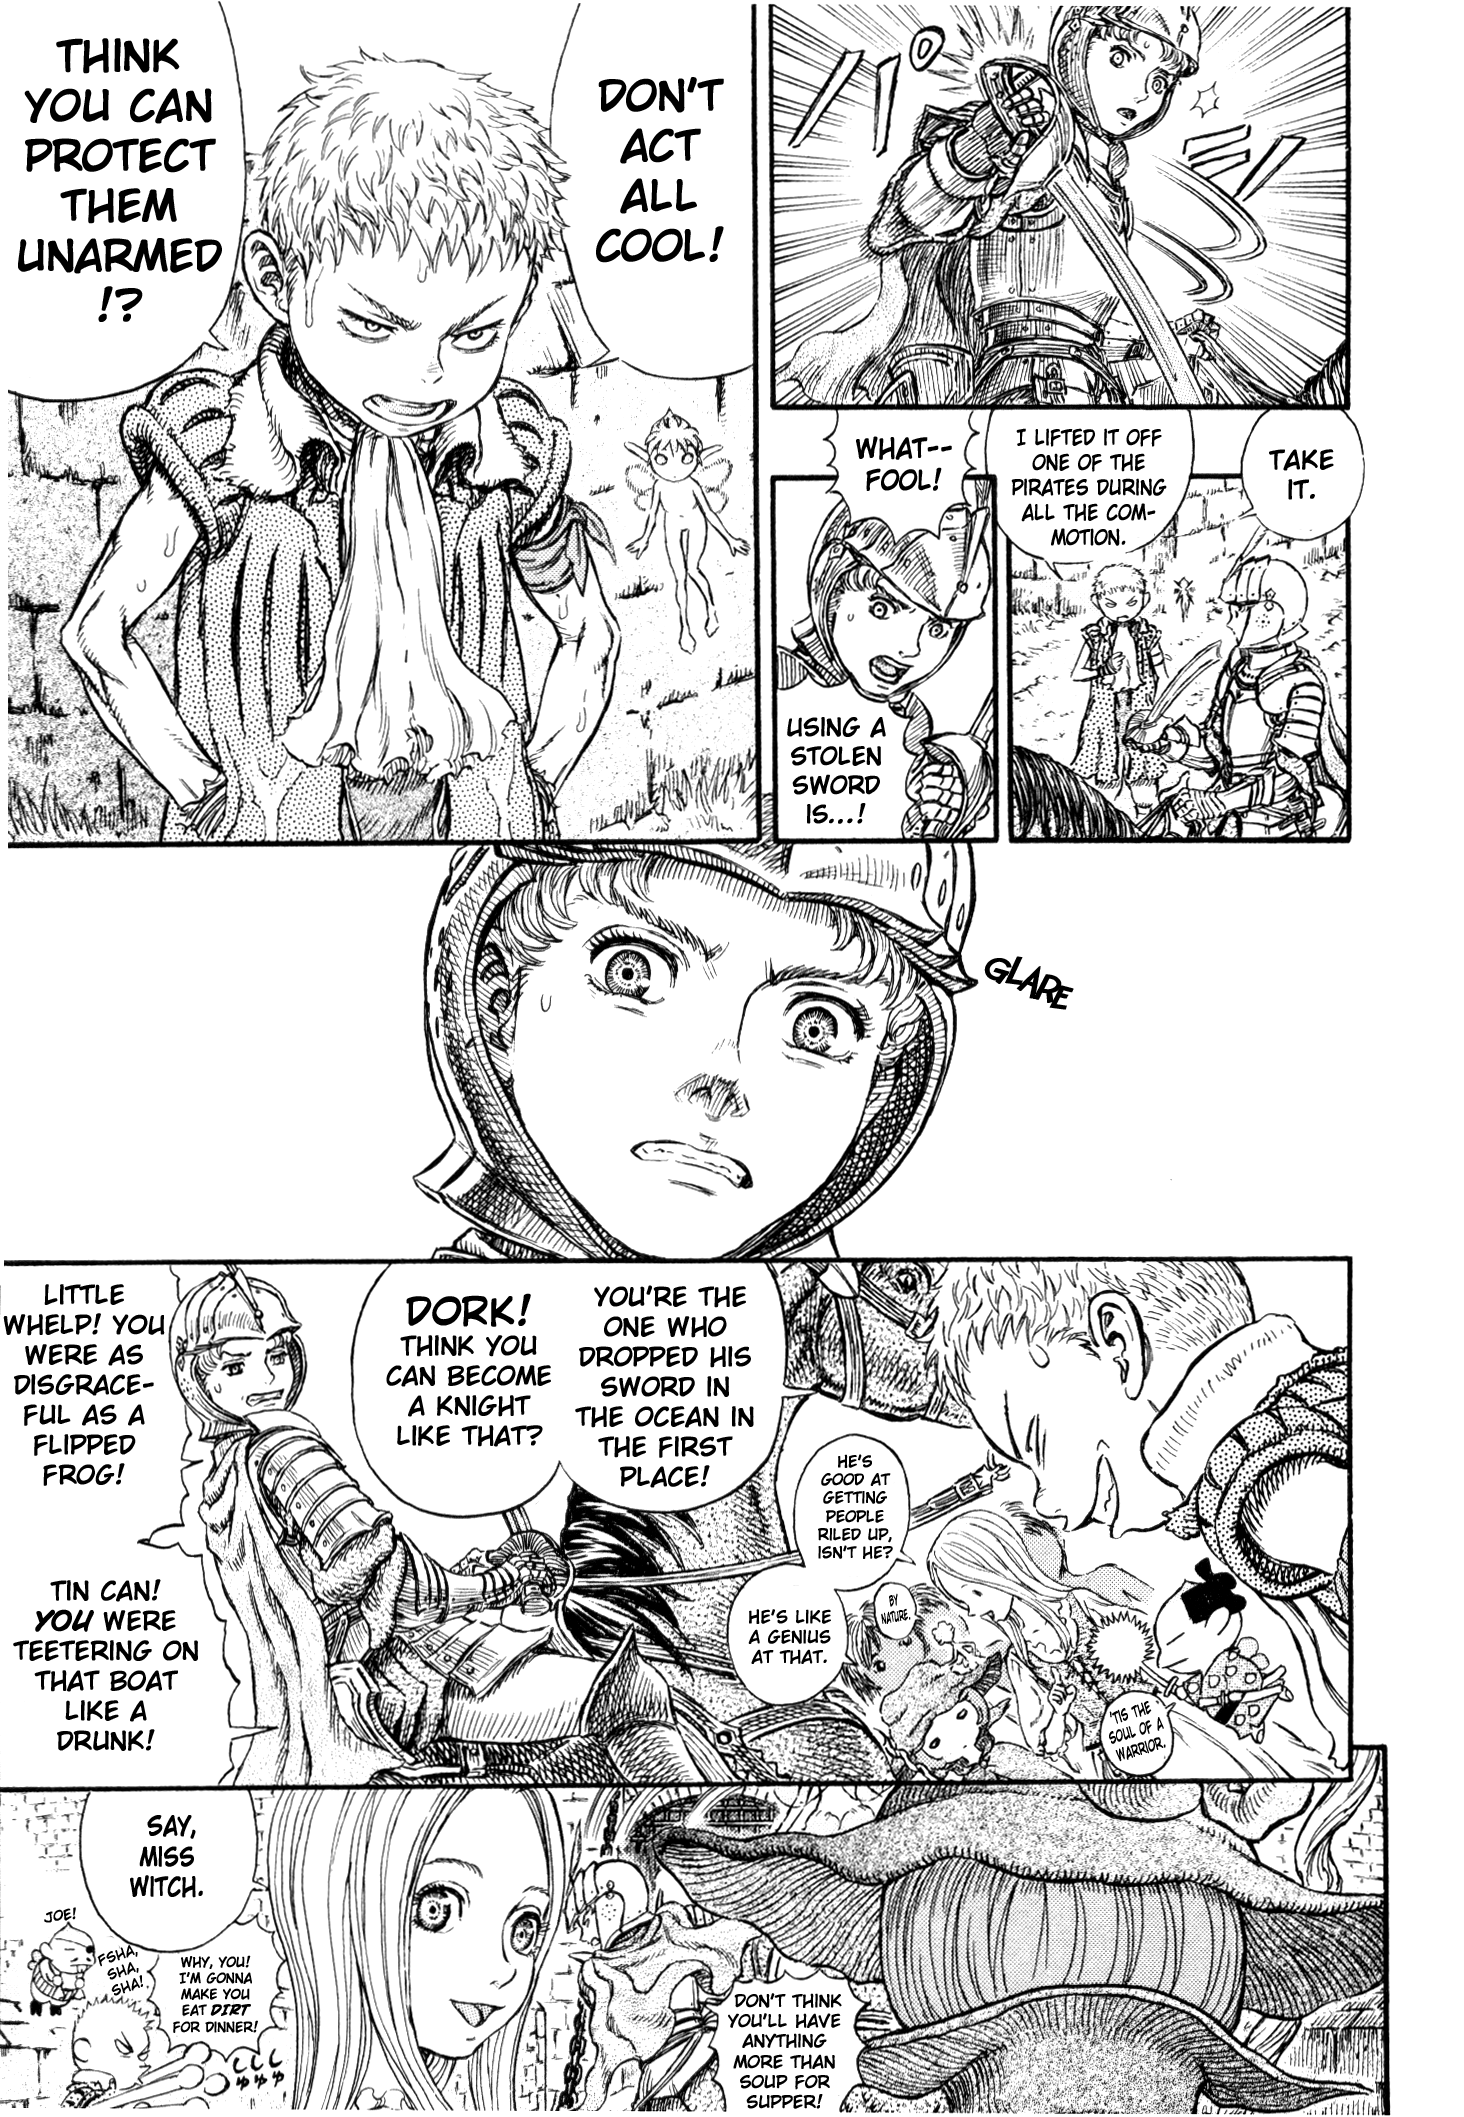 パン
パシ
TAKE
IT.
I LIFTED IT OFF
ONE OF THE
PIRATES DURING
ALL THE COM-
MOTION.
WHAT--
FOOL!
USING A
STOLEN
SWORD
IS...!
DON'T
ACT
ALL
COOL!
THINK
YOU CAN
PROTECT
THEM
UNARMED
!?
GLARE
YOU'RE THE
ONE WHO
DROPPED HIS
SWORD IN
THE OCEAN IN
THE FIRST
PLACE!
DORK!
THINK YOU
CAN BECOME
A KNIGHT
LIKE THAT?
LITTLE
WHELP! YOU
WERE AS
DISGRACE-
FUL AS A
FLIPPED
FROG!
TIN CAN!
YOU WERE
TEETERING ON
THAT BOAT
LIKE A
DRUNK!
HE'S
GOOD AT
GETTING
PEOPLE
RILED UP,
ISN'T HE?
BY
NATURE.
HE'S LIKE
A GENIUS
AT THAT.
'TIS THE
SOUL OF A
WARRIOR.
DON'T THINK
YOU'LL HAVE
ANYTHING
MORE THAN
SOUP FOR
SUPPER!
SAY,
MISS
WITCH.
WHY, YOU!
I'M GONNA
MAKE YOU
EAT DIRT
FOR DINNER!
JOE!
FSHA,
SHA,
SHA!